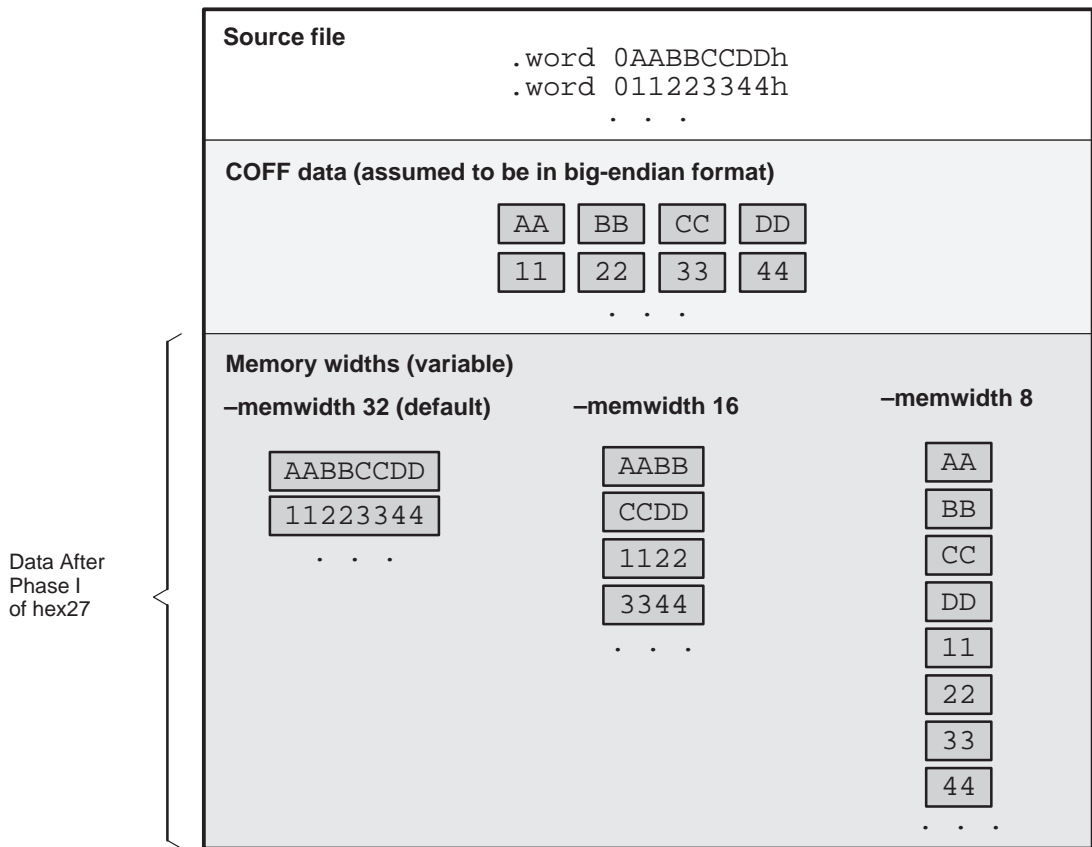 Source file
.word 0AABBCCDDh
.word 011223344h
. . .
COFF data (assumed to be in big-endian format)
AA BB CC DD
11 22 33 44
. . .
Data After
Phase I
of hex27
Memory widths (variable)
–memwidth 32 (default)
AABBCCDD
11223344
. . .
–memwidth 16
AABB
CCDD
1122
3344
. . .
–memwidth 8
AA
BB
CC
DD
11
22
33
44
. . .